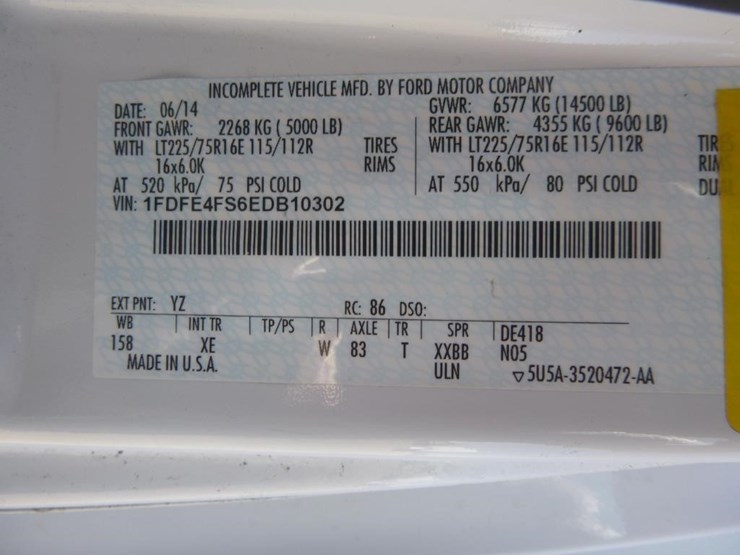 INCOMPLETE VEHICLE MFD. BY FORD MOTOR COMPANY
DATE: 06/14 GVWR: 6577 KG (14500 LB)
FRONT GAWR: 2268 KG ( 5000 LB) REAR GAWR: 4355 KG ( 9600 LB)
WITH LT225/75R16E 115/112R TIRES WITH LT225/75R16E 115/112R TIR
16x6.0K RIMS 16x6.0K RIM
AT 520 kPa/ 75 PSI COLD AT 550 kPa/ 80 PSI COLD DU
VIN: 1FDFE4FS6EDB10302
EXT PNT: YZ RC: 86 DSO:
WB INT TR TP/PS R AXLE TR SPR DE418
158 XE W 83 T XXBB N05
MADE IN U.S.A. ULN ▽5U5A-3520472-AA